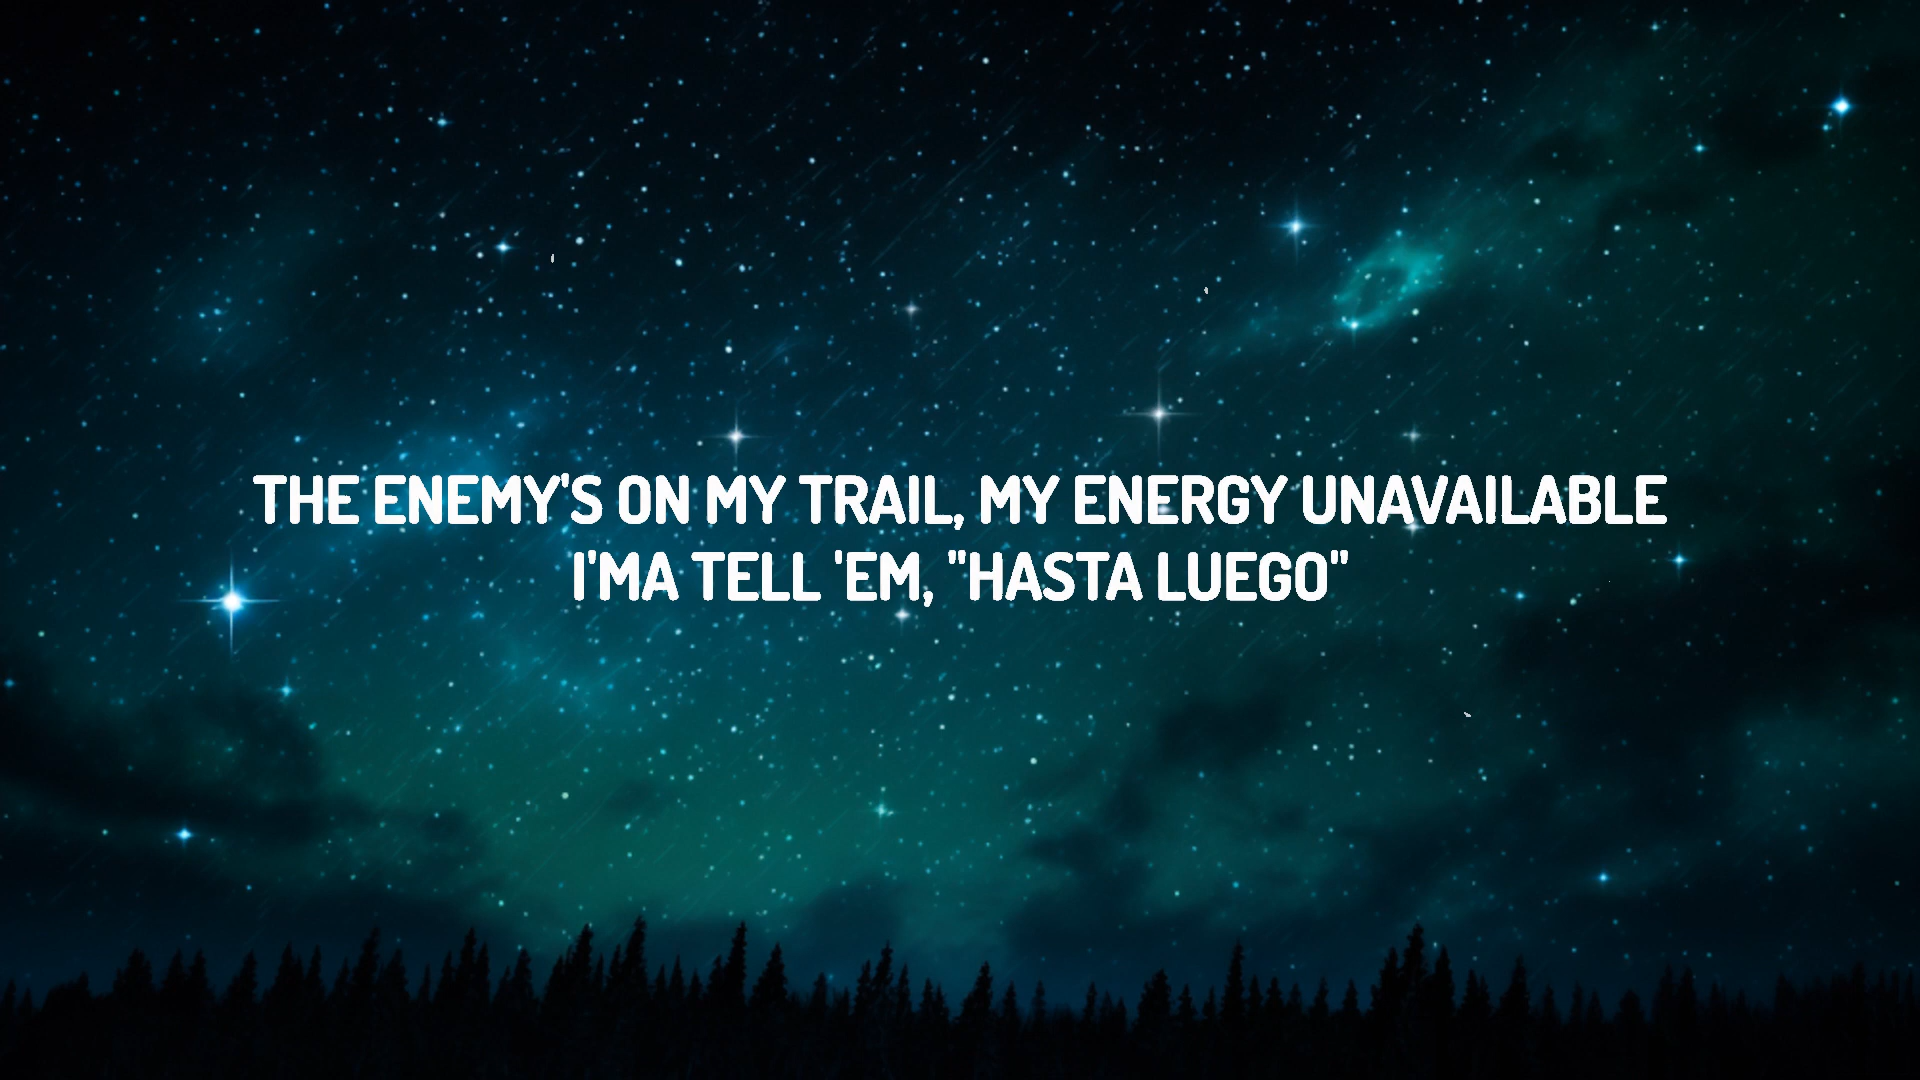 THE ENEMY'S ON MY TRAIL, MY ENERGY UNAVAILABLE
I'MA TELL 'EM, "HASTA LUEGO"